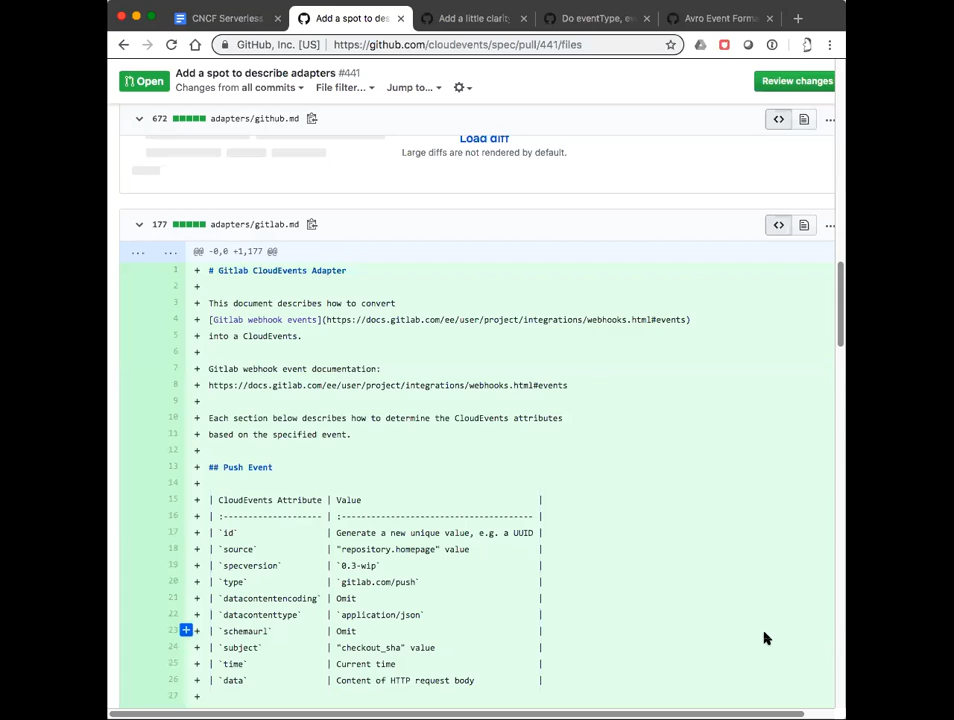 CNCF Serverless
Add a spot to des
Add a little clarity
Do eventType, eve
Avro Event Forma
GitHub, Inc. [US] | https://github.com/cloudevents/spec/pull/441/files
Open
Add a spot to describe adapters #441
Changes from all commits
File filter...
Jump to...
Review changes
672 adapters/github.md
Load diff
Large diffs are not rendered by default.
177 adapters/gitlab.md
... ... @@ -0,0 +1,177 @@
1 + # Gitlab CloudEvents Adapter
2 +
3 + This document describes how to convert
4 + [Gitlab webhook events](https://docs.gitlab.com/ee/user/project/integrations/webhooks.html#events)
5 + into a CloudEvents.
6 +
7 + Gitlab webhook event documentation:
8 + https://docs.gitlab.com/ee/user/project/integrations/webhooks.html#events
9 +
10 + Each section below describes how to determine the CloudEvents attributes
11 + based on the specified event.
12 +
13 + ## Push Event
14 +
15 + | CloudEvents Attribute | Value |
16 + | :-------------------- | :-------------------------------------- |
17 + | `id` | Generate a new unique value, e.g. a UUID |
18 + | `source` | "repository.homepage" value |
19 + | `specversion` | `0.3-wip` |
20 + | `type` | `gitlab.com/push` |
21 + | `datacontentencoding` | Omit |
22 + | `datacontenttype` | `application/json` |
23 + | `schemaurl` | Omit |
24 + | `subject` | "checkout_sha" value |
25 + | `time` | Current time |
26 + | `data` | Content of HTTP request body |
27 +